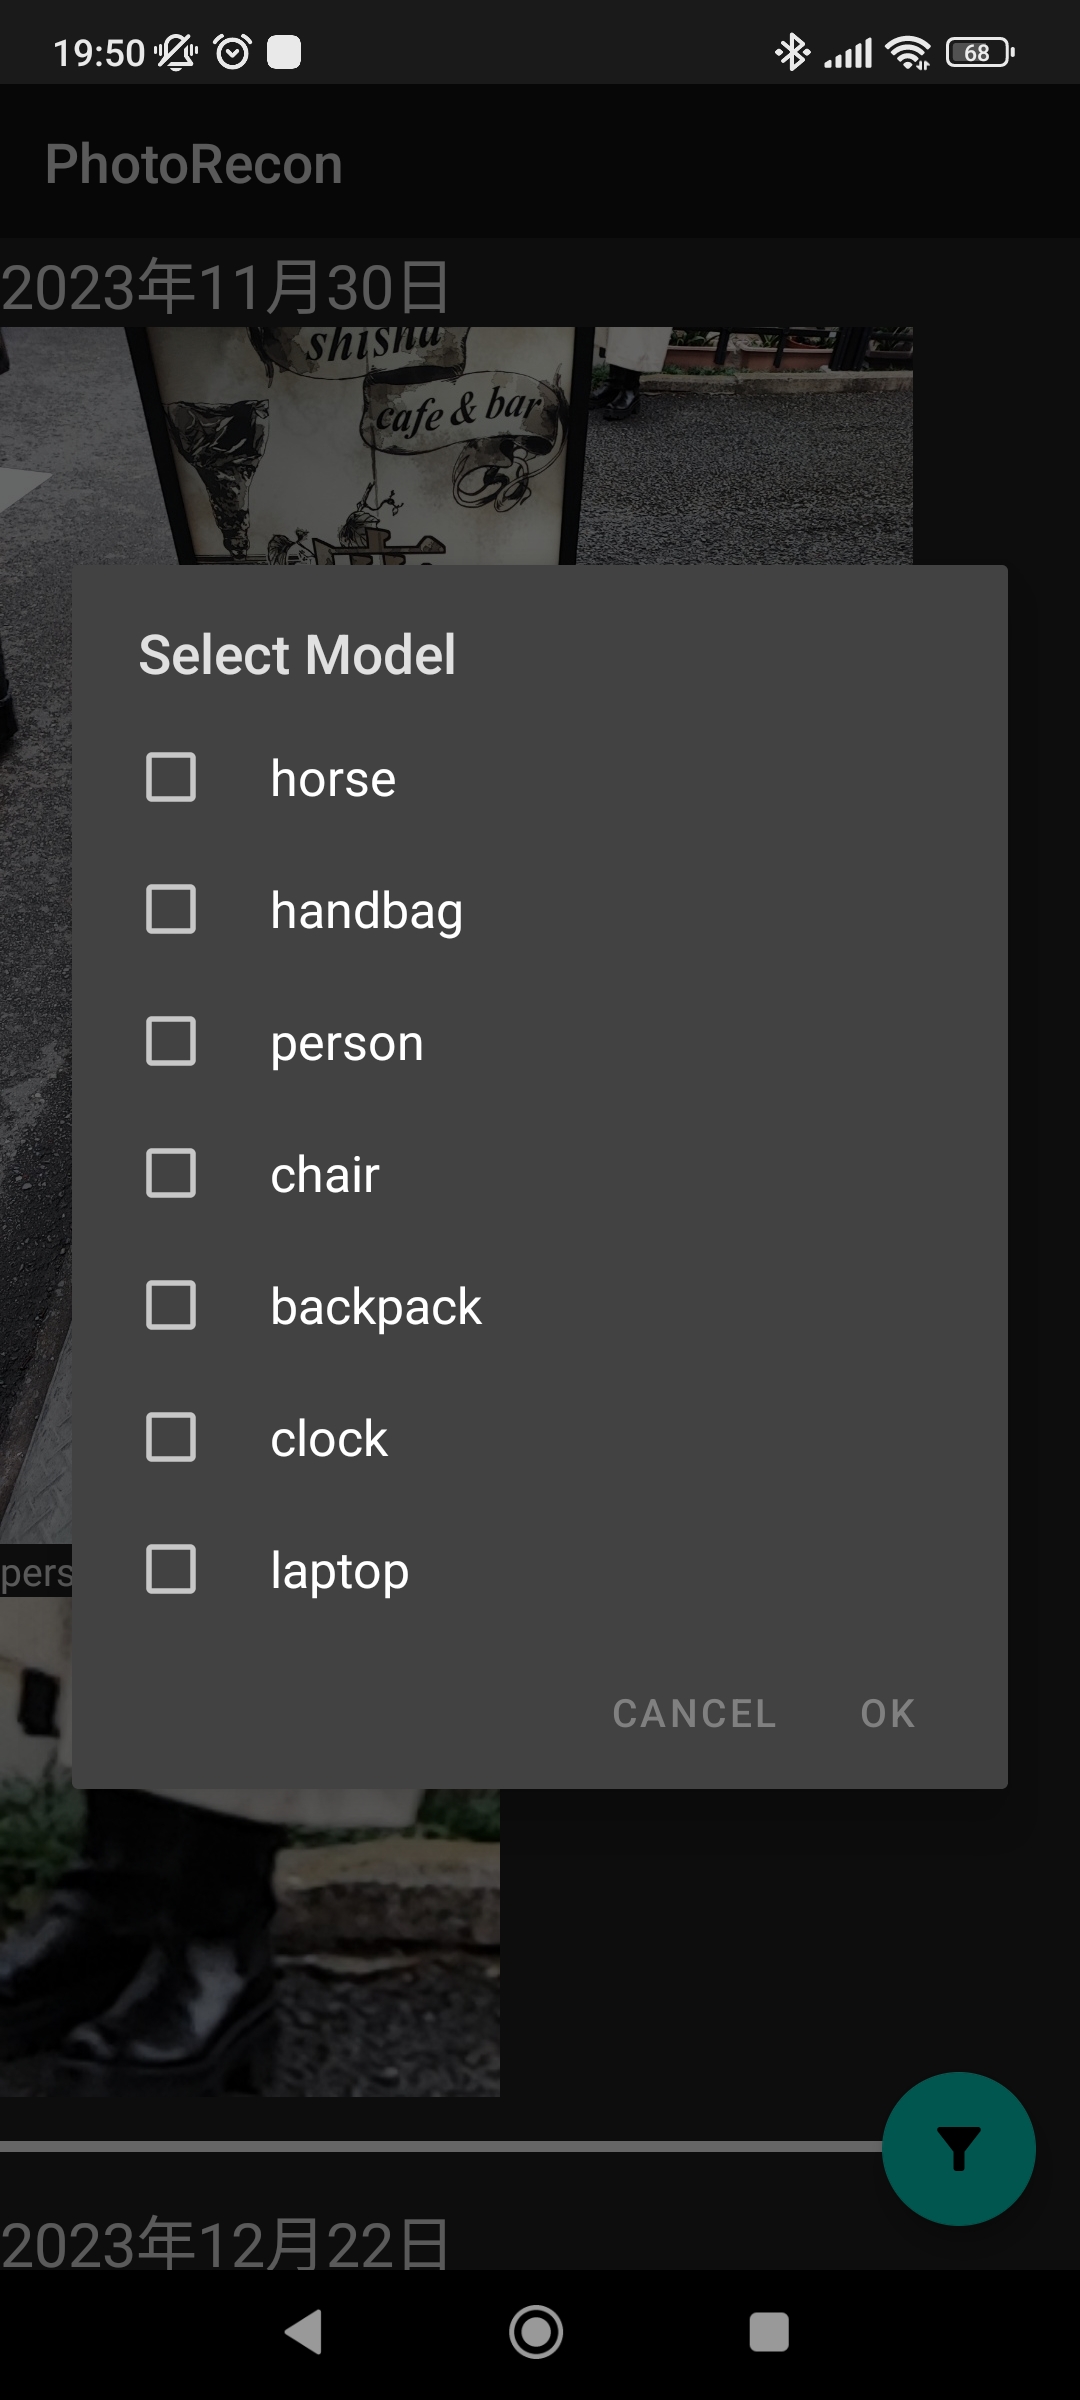 19:50
68
PhotoRecon
2023年11月30日
shisha
cafe & bar
Select Model
horse
handbag
person
chair
backpack
clock
laptop
pers
CANCEL
OK
2023年12月22日